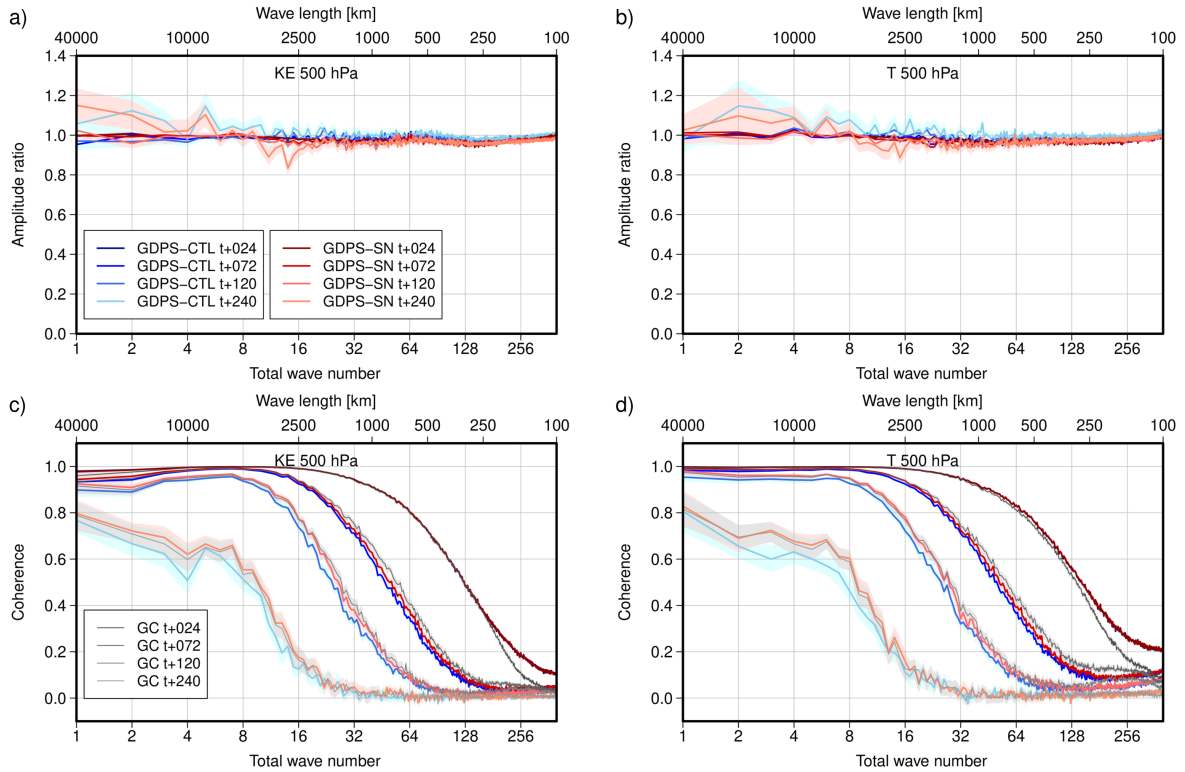 a)
Wave length [km]
40000 10000 2500 1000 500 250 100
KE 500 hPa
1.4
1.2
1.0
0.8
0.6
0.4
0.2
0.0
Amplitude ratio
GDPS−CTL t+024
GDPS−CTL t+072
GDPS−CTL t+120
GDPS−CTL t+240
GDPS−SN t+024
GDPS−SN t+072
GDPS−SN t+120
GDPS−SN t+240
1 2 4 8 16 32 64 128 256
Total wave number
b)
Wave length [km]
40000 10000 2500 1000 500 250 100
T 500 hPa
1.4
1.2
1.0
0.8
0.6
0.4
0.2
0.0
Amplitude ratio
1 2 4 8 16 32 64 128 256
Total wave number
c)
Wave length [km]
40000 10000 2500 1000 500 250 100
KE 500 hPa
1.0
0.8
0.6
0.4
0.2
0.0
Coherence
GC t+024
GC t+072
GC t+120
GC t+240
1 2 4 8 16 32 64 128 256
Total wave number
d)
Wave length [km]
40000 10000 2500 1000 500 250 100
T 500 hPa
1.0
0.8
0.6
0.4
0.2
0.0
Coherence
1 2 4 8 16 32 64 128 256
Total wave number